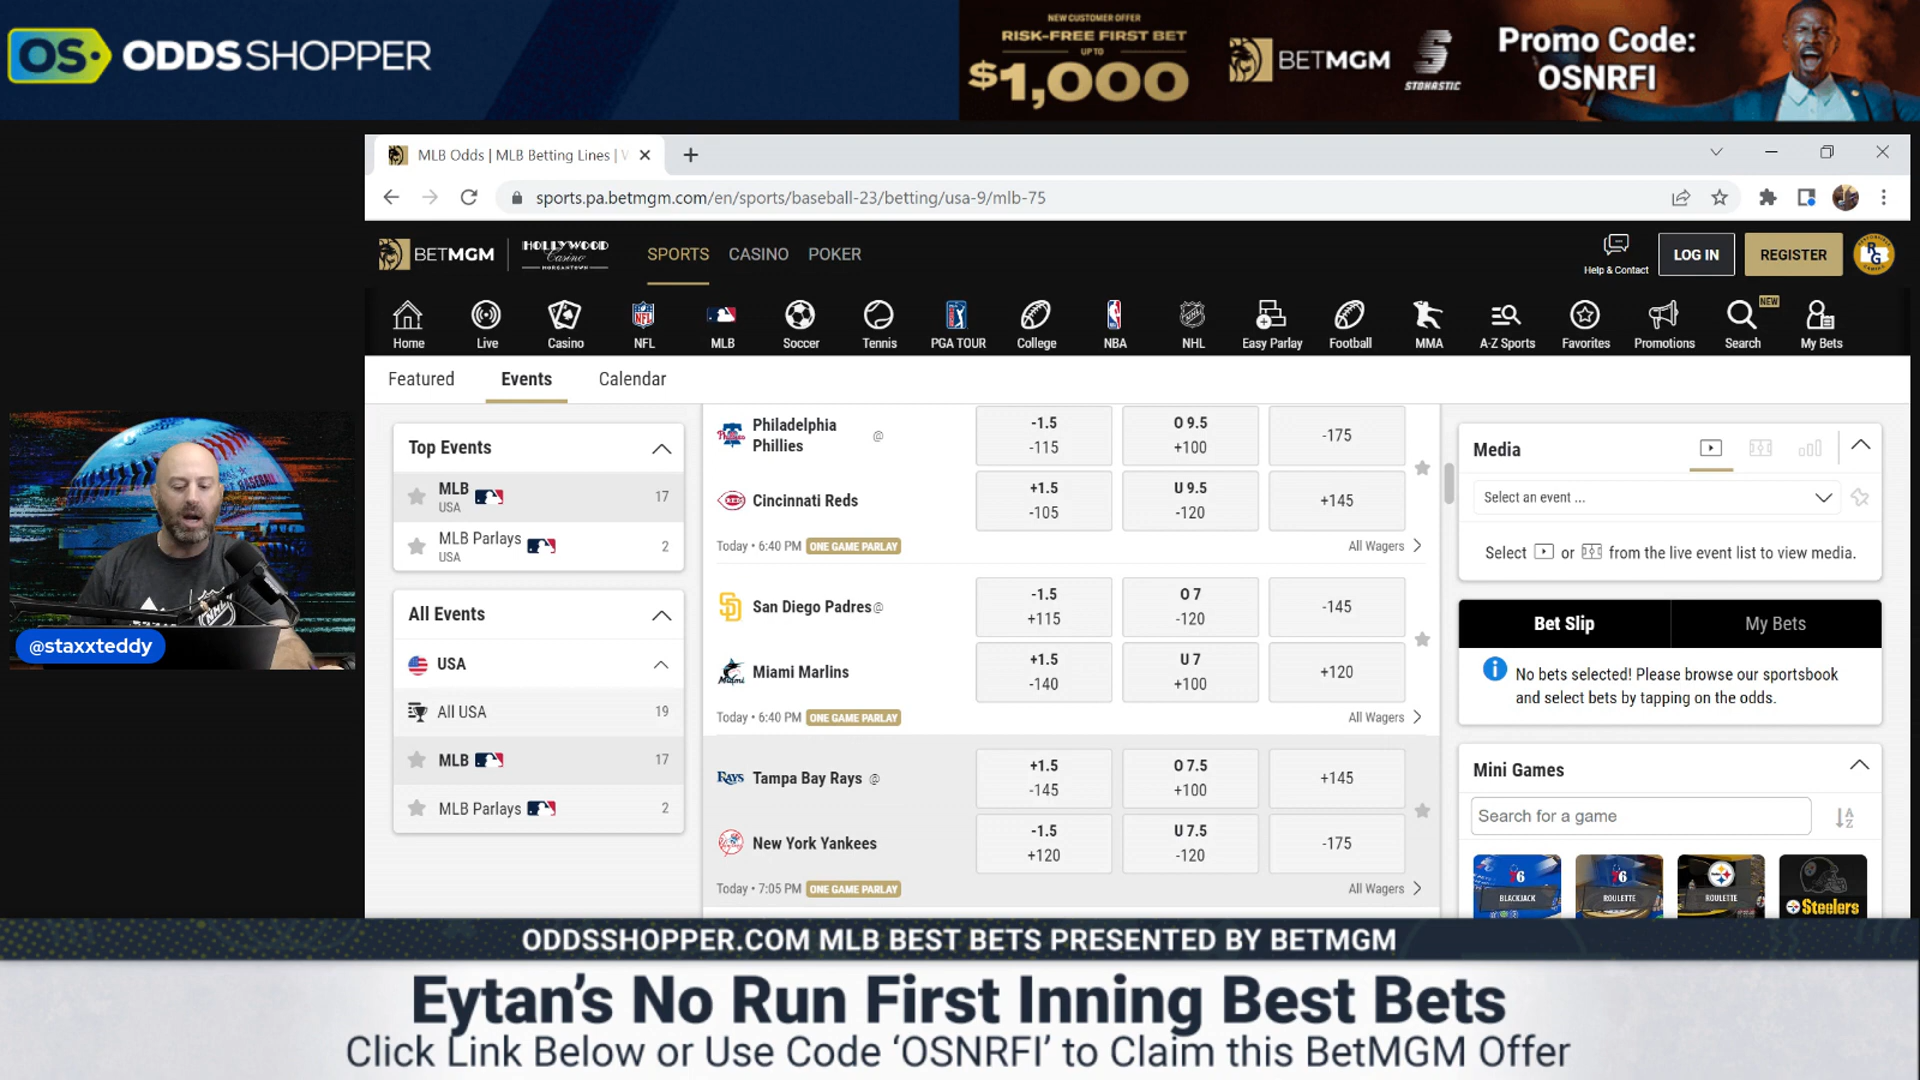 OS. ODDSSHOPPER
NEW CUSTOMER OFFER
RISK-FREE FIRST BET
UP TO
$1,000
BETMGM
STOKASTIC
Promo Code:
OSNRFI
MLB Odds | MLB Betting Lines |
sports.pa.betmgm.com/en/sports/baseball-23/betting/usa-9/mlb-75
BETMGM
HOLLYWOOD
Casino
MORGANTOWN
SPORTS CASINO POKER
Help & Contact
LOG IN
REGISTER
RG
Home Live Casino NFL MLB Soccer Tennis PGA TOUR College NBA NHL Easy Parlay Football MMA A-Z Sports Favorites Promotions Search NEW My Bets
Featured Events Calendar
Top Events
MLB 17
USA
MLB Parlays 2
USA
All Events
USA
All USA 19
MLB 17
MLB Parlays 2
Philadelphia
Phillies @
-1.5 O 9.5 -175
-115 +100
Cincinnati Reds
+1.5 U 9.5 +145
-105 -120
Today • 6:40 PM ONE GAME PARLAY All Wagers
San Diego Padres @
-1.5 O 7 -145
+115 -120
Miami Marlins
+1.5 U 7 +120
-140 +100
Today • 6:40 PM ONE GAME PARLAY All Wagers
RAYS Tampa Bay Rays @
+1.5 O 7.5 +145
-145 +100
New York Yankees
-1.5 U 7.5 -175
+120 -120
Today • 7:05 PM ONE GAME PARLAY All Wagers
Media
Select an event ...
Select or from the live event list to view media.
Bet Slip My Bets
No bets selected! Please browse our sportsbook
and select bets by tapping on the odds.
Mini Games
Search for a game
BLACKJACK
ROULETTE
ROULETTE
Steelers
@staxxteddy
ODDSSHOPPER.COM MLB BEST BETS PRESENTED BY BETMGM
Eytan's No Run First Inning Best Bets
Click Link Below or Use Code ‘OSNRFI’ to Claim this BetMGM Offer